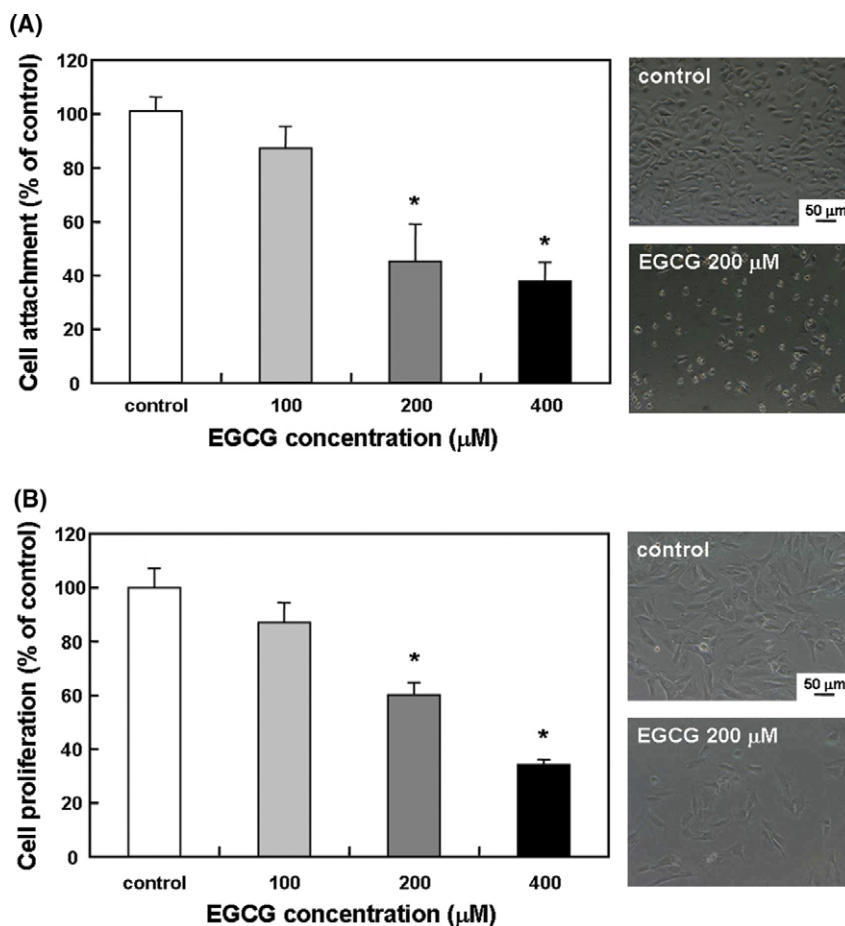 (A)
Cell attachment (% of control)
120
100
80
60
40
20
0
*
*
control 100 200 400
EGCG concentration (μM)
control
50 μm
EGCG 200 μM
(B)
Cell proliferation (% of control)
120
100
80
60
40
20
0
*
*
control 100 200 400
EGCG concentration (μM)
control
50 μm
EGCG 200 μM